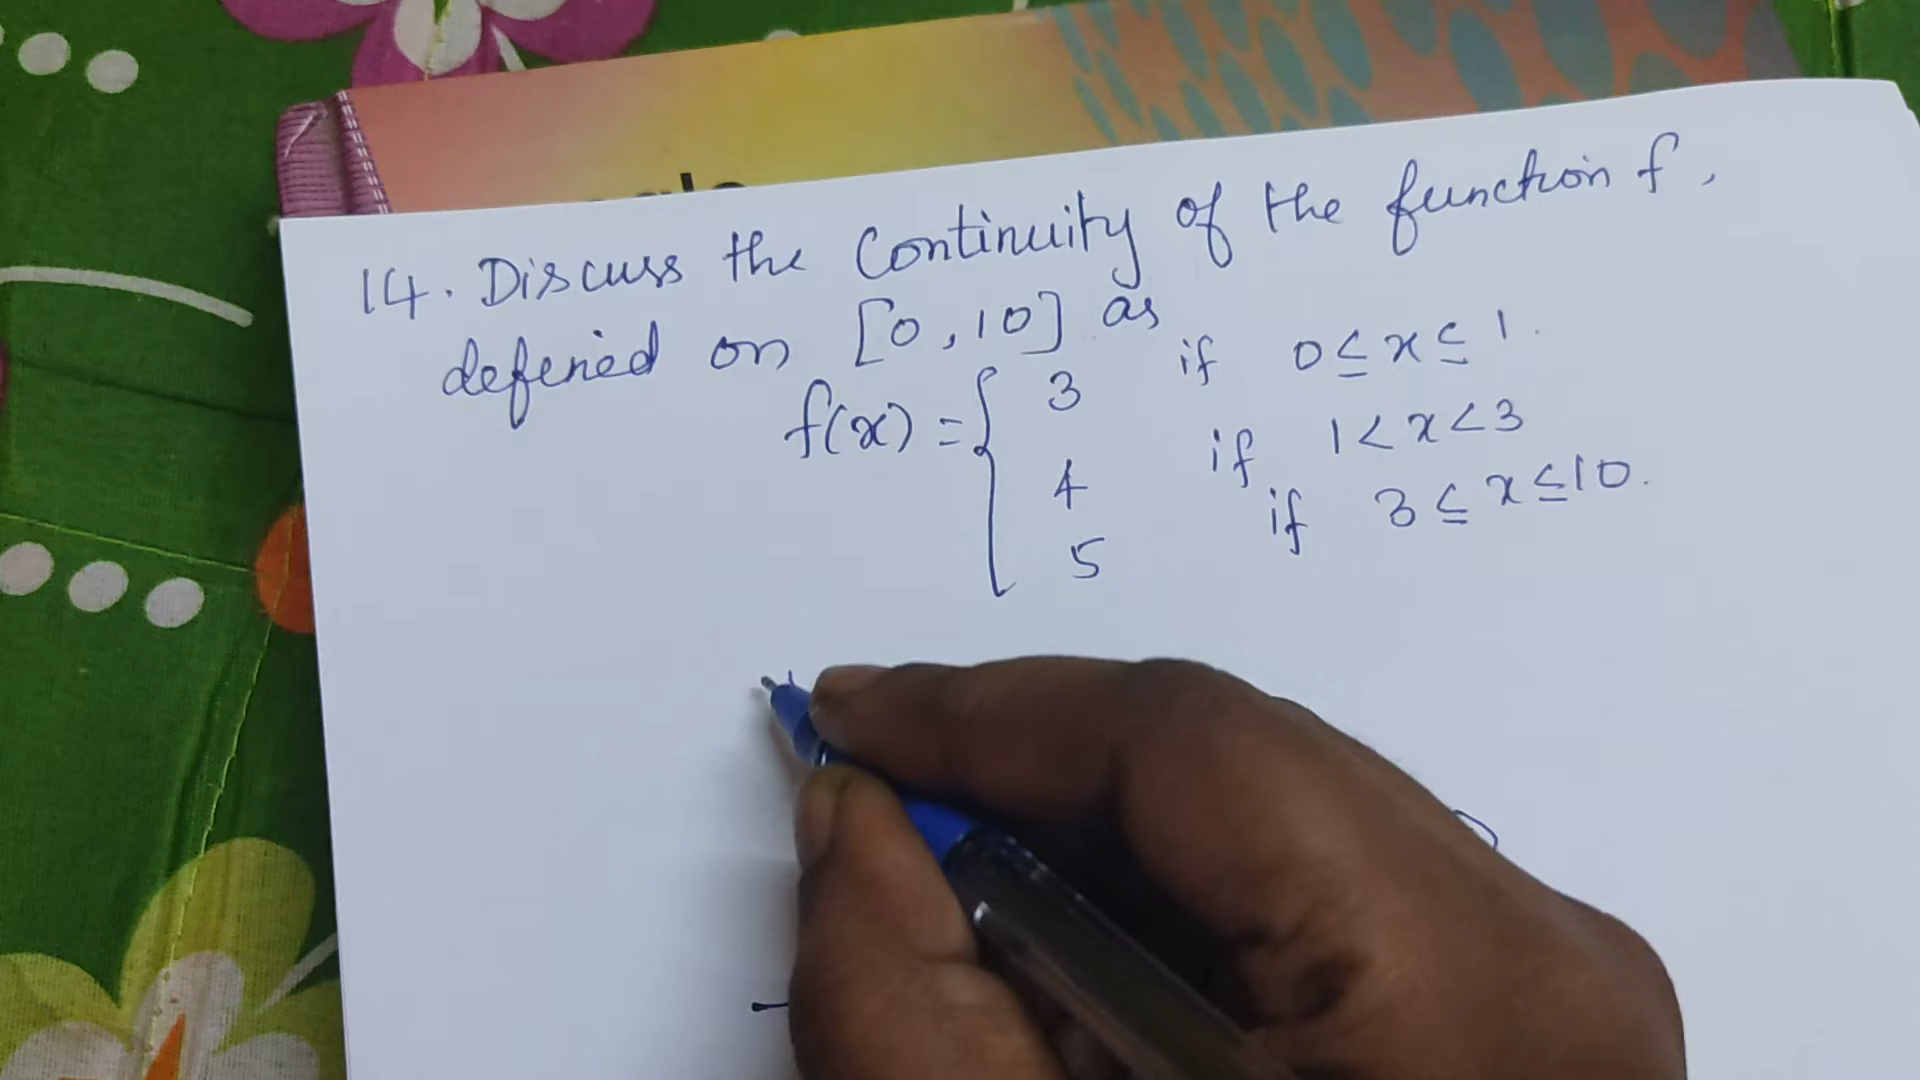 14. Discuss the Continuity of the function f,
defined on [0,10] as
f(x) = { 3 if 0 ≤ x ≤ 1.
4 if 1 < x < 3
5 if 3 ≤ x ≤ 10.